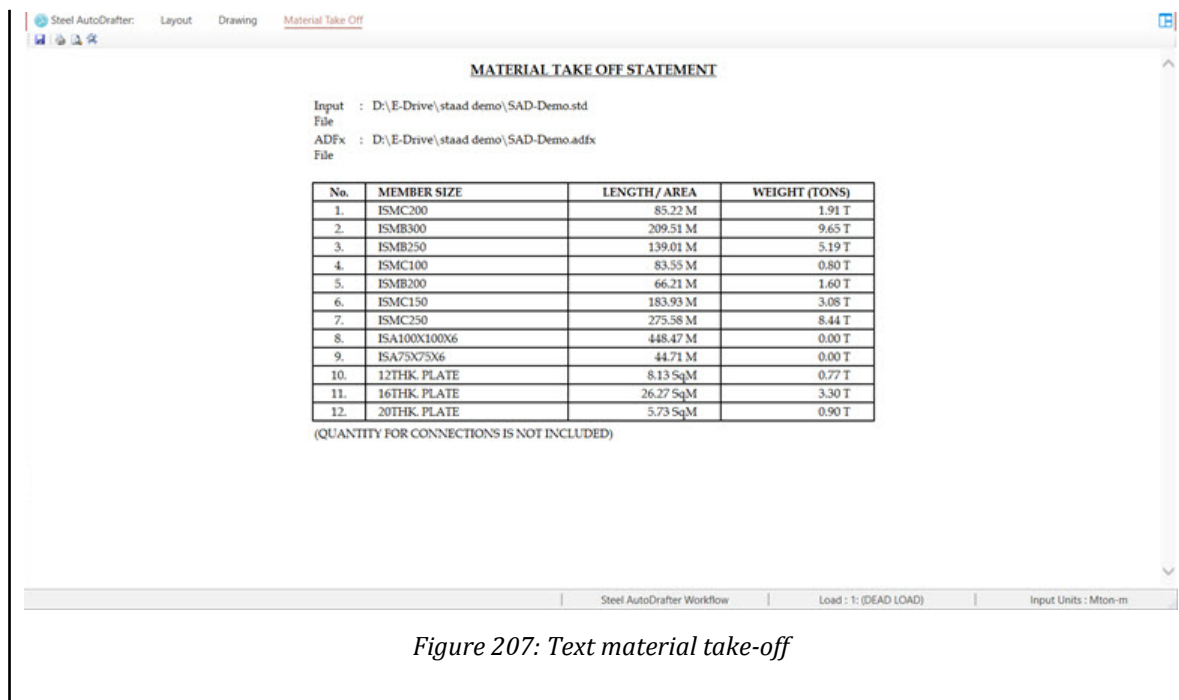 Steel AutoDrafter: Layout Drawing Material Take Off
MATERIAL TAKE OFF STATEMENT
Input File : D:\E-Drive\staad demo\SAD-Demo.std
ADFx File : D:\E-Drive\staad demo\SAD-Demo.adfx
No. MEMBER SIZE LENGTH / AREA WEIGHT (TONS)
1. ISMC200 85.22 M 1.91 T
2. ISMB300 209.51 M 9.65 T
3. ISMB250 139.01 M 5.19 T
4. ISMC100 83.55 M 0.80 T
5. ISMB200 66.21 M 1.60 T
6. ISMC150 183.93 M 3.08 T
7. ISMC250 275.58 M 8.44 T
8. ISA100X100X6 448.47 M 0.00 T
9. ISA75X75X6 44.71 M 0.00 T
10. 12THK. PLATE 8.13 SqM 0.77 T
11. 16THK. PLATE 26.27 SqM 3.30 T
12. 20THK. PLATE 5.73 SqM 0.90 T
(QUANTITY FOR CONNECTIONS IS NOT INCLUDED)
Steel AutoDrafter Workflow Load : 1: (DEAD LOAD) Input Units : Mton-m
Figure 207: Text material take-off